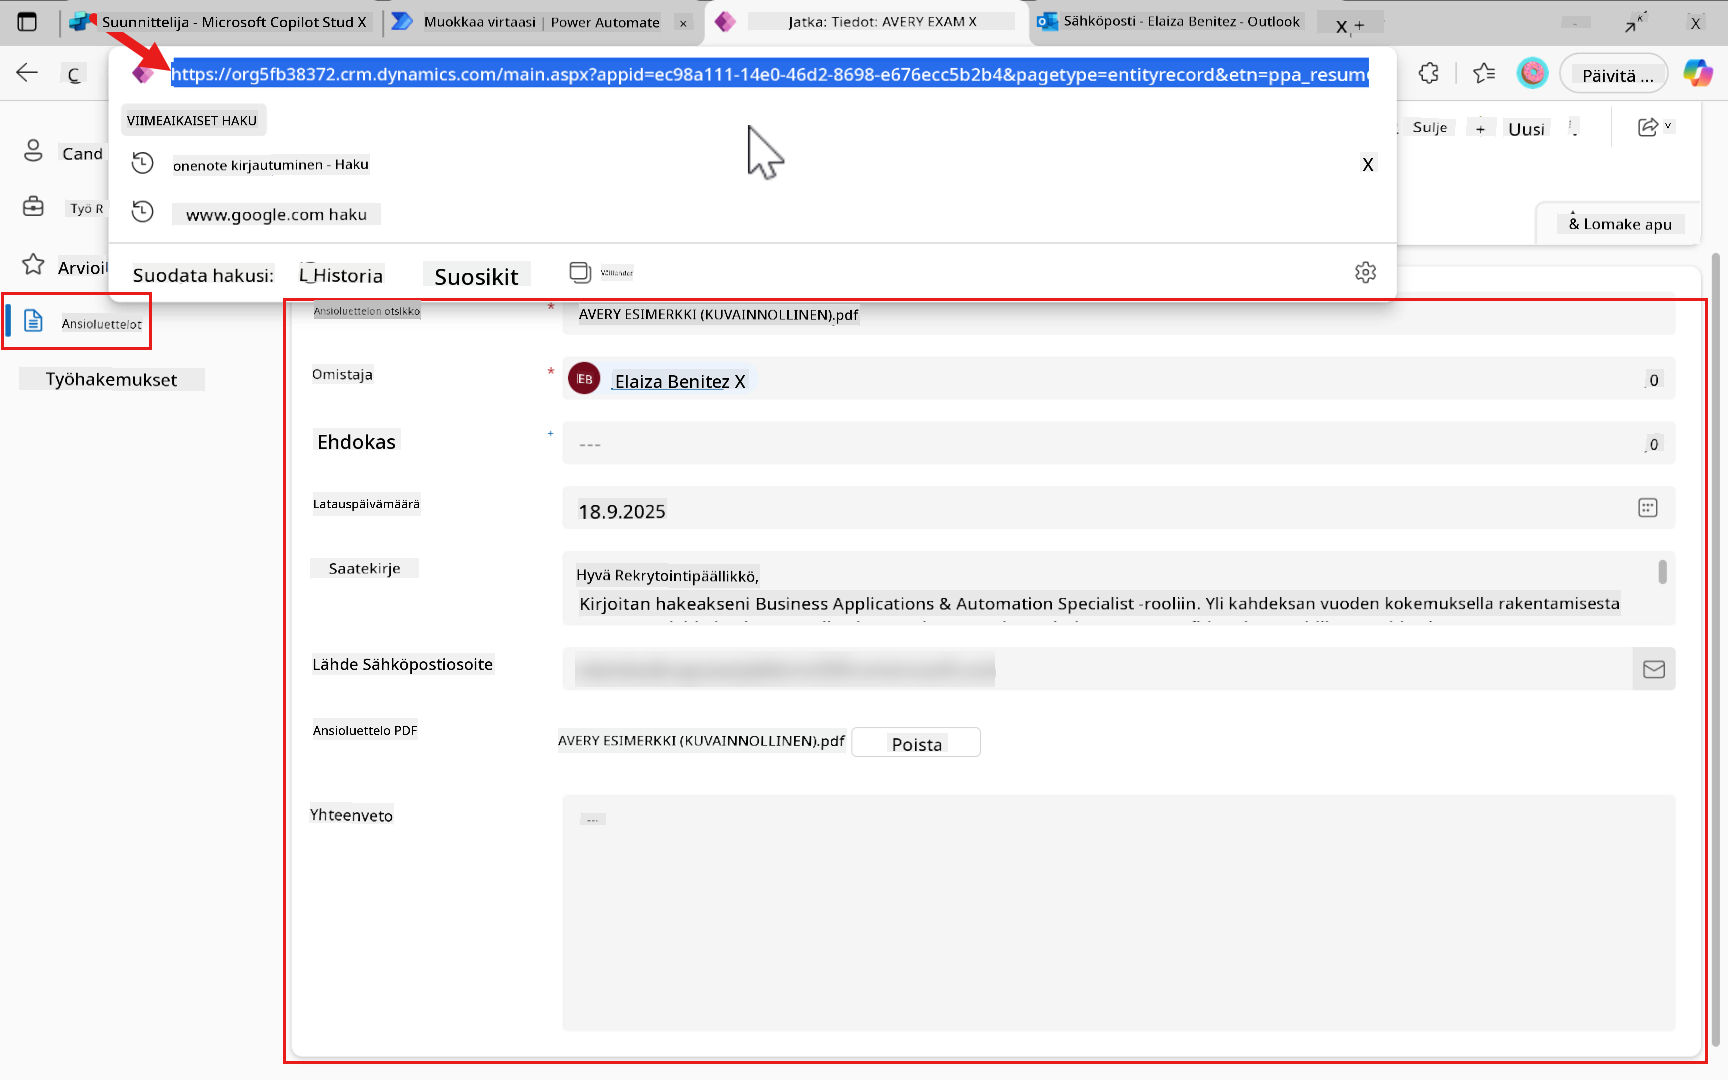 Suunnittelija - Microsoft Copilot Stud X
Muokkaa virtaasi | Power Automate ×
Jatka: Tiedot: AVERY EXAM X
Sähköposti - Elaiza Benitez - Outlook
X +
X
https://org5fb38372.crm.dynamics.com/main.aspx?appid=ec98a111-14e0-46d2-8698-e676ecc5b2b4&pagetype=entityrecord&etn=ppa_resume
Päivitä ...
VIIMEAIKAISET HAKU
onenote kirjautuminen - Haku
X
www.google.com haku
Suodata hakusi:
Historia
Suosikit
Sulje
+ Uusi
& Lomake apu
Cand
Työ R
Arvioi
Ansioluettelot
Työhakemukset
Ansioluettelon otsikko *
AVERY ESIMERKKI (KUVAINNOLLINEN).pdf
Omistaja *
EB Elaiza Benitez X
Ehdokas +
---
Latauspäivämäärä
18.9.2025
Saatekirje
Hyvä Rekrytointipäällikkö,
Kirjoitan hakeakseni Business Applications & Automation Specialist -rooliin. Yli kahdeksan vuoden kokemuksella rakentamisesta
Lähde Sähköpostiosoite
Ansioluettelo PDF
AVERY ESIMERKKI (KUVAINNOLLINEN).pdf
Poista
Yhteenveto
---